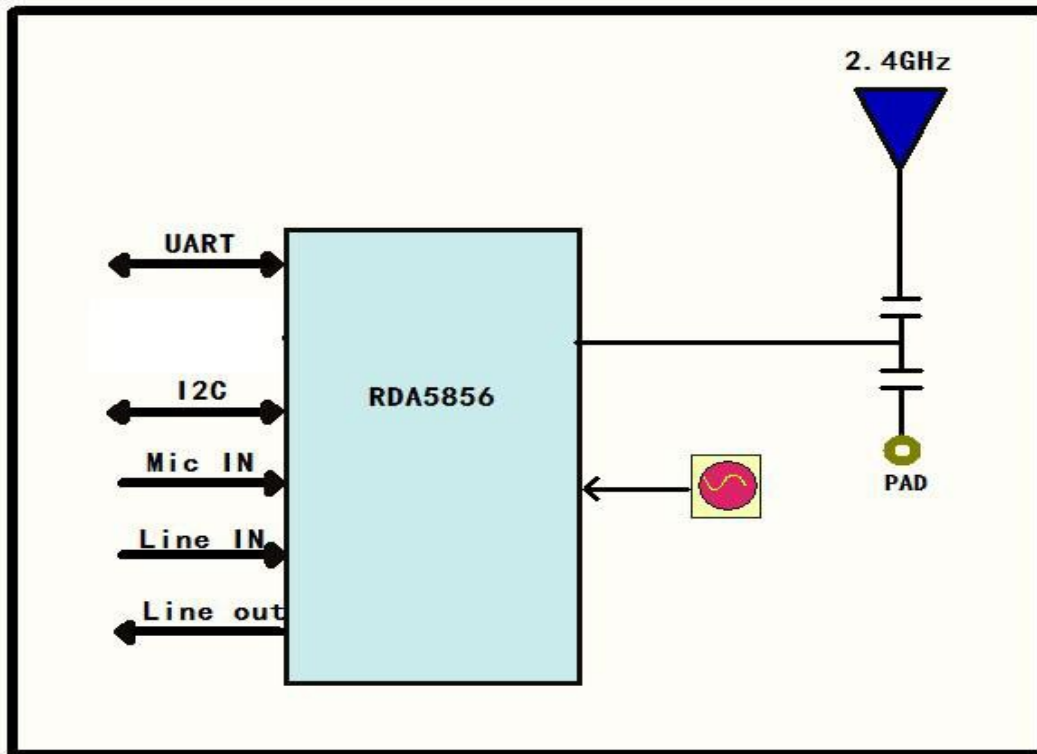 2.4GHz
UART
I2C
RDA5856
Mic IN
PAD
Line IN
Line out